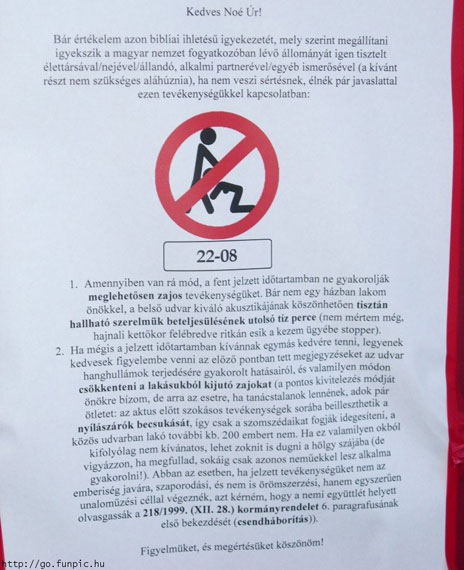 Kedves Noé Úr!
Bár értékelem azon bibliai ihletésű igyekezetét, mely szerint megállítani
igyekszik a magyar nemzet fogyatkozóban lévő állományát igen tisztelt
élettársával/nejével/állandó, alkalmi partnerével/egyéb ismerősével (a kívánt
részt nem szükséges aláhúznia), ha nem veszi sértésnek, élnék pár javaslattal
ezen tevékenységükkel kapcsolatban:
22-08
1. Amennyiben van rá mód, a fent jelzett időtartamban ne gyakorolják
meglehetősen zajos tevékenységüket. Bár nem egy házban lakom
önökkel, a belső udvar kiváló akusztikájának köszönhetően tisztán
hallható szerelmük beteljesülésének utolsó tíz perce (nem mértem még,
hajnali kettőkor felébredve ritkán esik a kezem ügyébe stopper).
2. Ha mégis a jelzett időtartamban kívánnak egymás kedvére tenni, legyenek
kedvesek figyelembe venni az előző pontban tett megjegyzéseket az udvar
hanghullámok terjedésére gyakorolt hatásairól, és valamilyen módon
csökkenteni a lakásukból kijutó zajokat (a pontos kivitelezés módját
önökre bízom, de arra az esetre, ha tanácstalanok lennének, adok pár
ötletet: az aktus előtt szokásos tevékenységek sorába beilleszthetik a
nyílászárók becsukását, így csak a szomszédaikat fogják idegesíteni, a
közös udvarban lakó további kb. 200 embert nem. Ha ez valamilyen okból
kifolyólag nem kívánatos, lehet zoknit is dugni a hölgy szájába (de
vigyázzon, ha megfullad, sokáig csak azonos neműekkel lesz alkalma
gyakorolni!). Abban az esetben, ha jelzett tevékenységüket nem az
emberiség javára, szaporodási, és nem is örömszerzési, hanem egyszerűen
unaloműzési céllal végeznék, azt kérném, hogy a nemi együttlét helyett
olvasgassák a 218/1999. (XII. 28.) kormányrendelet 6. paragrafusának
első bekezdését (csendháborítás)).
Figyelmüket, és megértésüket köszönöm!
http://go.funpic.hu